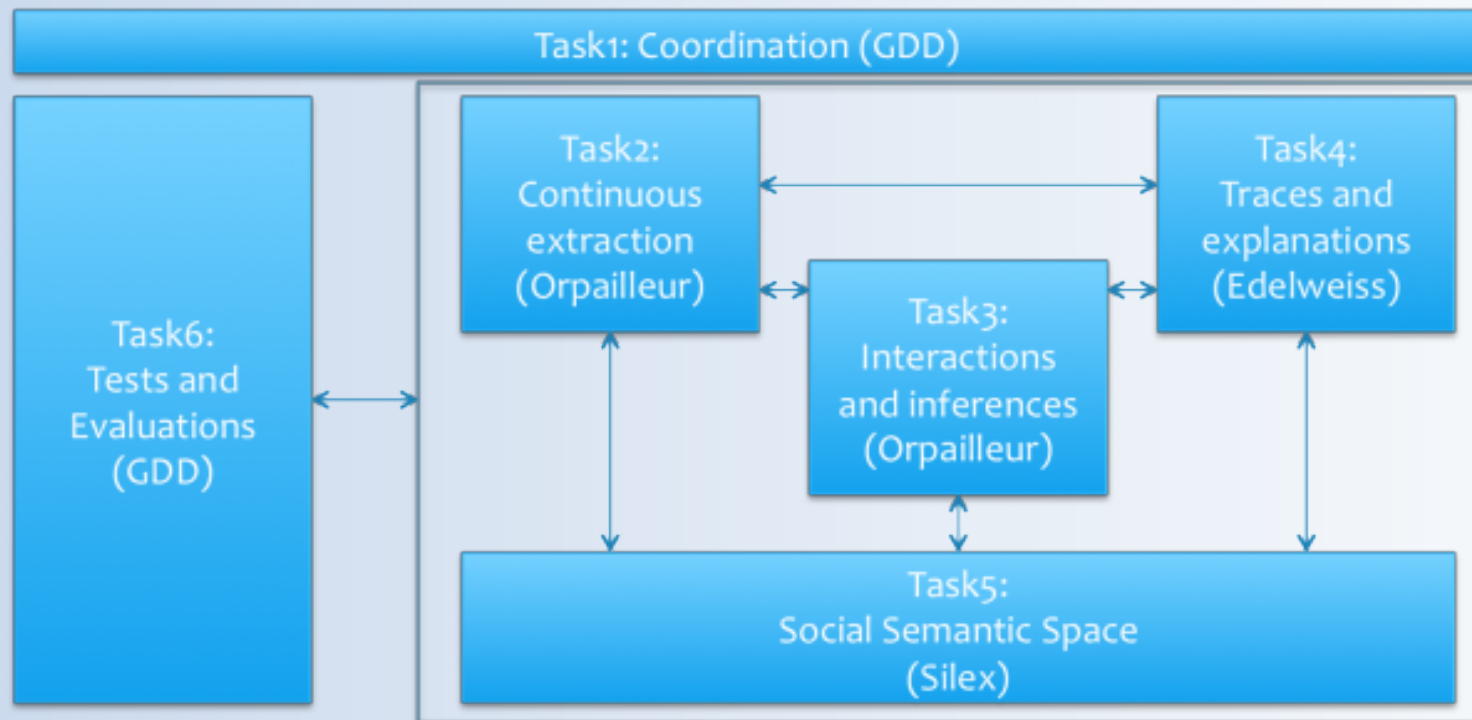 Task1: Coordination (GDD)
Task2:
Continuous
extraction
(Orpailleur)
Task4:
Traces and
explanations
(Edelweiss)
Task3:
Interactions
and inferences
(Orpailleur)
Task6:
Tests and
Evaluations
(GDD)
Task5:
Social Semantic Space
(Silex)